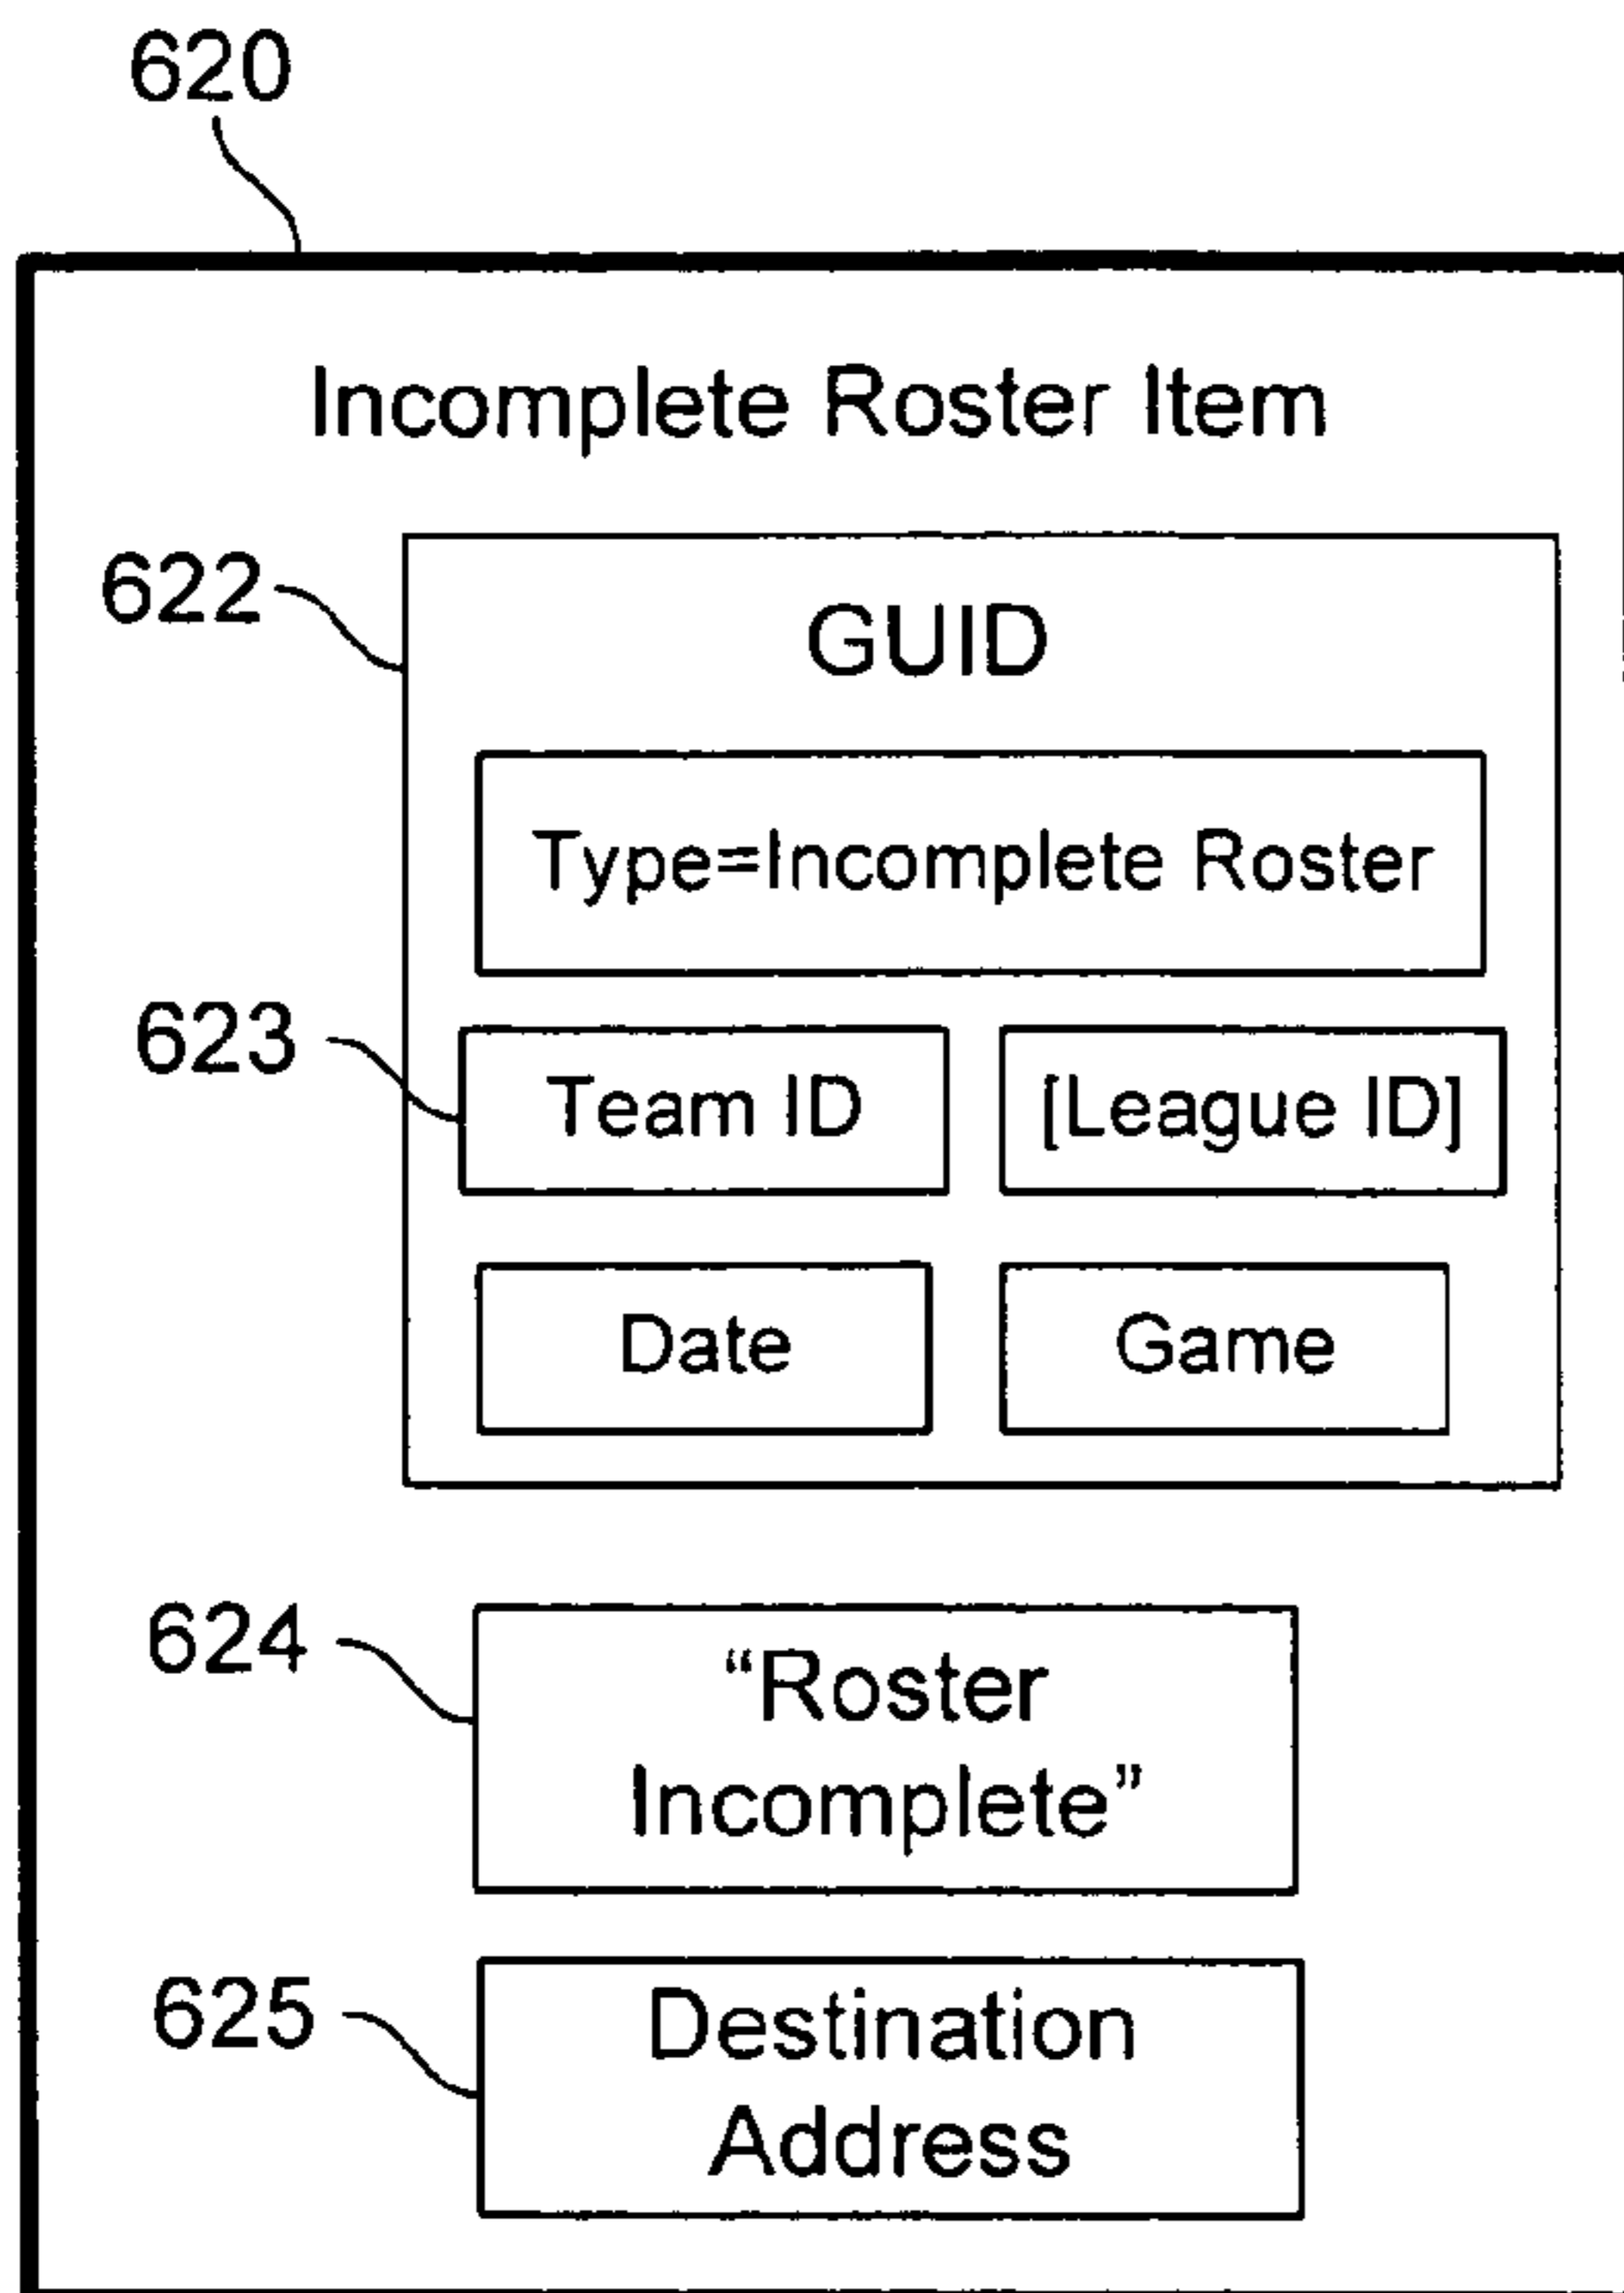 620
Incomplete Roster Item
622
GUID
Type=Incomplete Roster
623
Team ID
[League ID]
Date
Game
624
“Roster
Incomplete”
625
Destination
Address